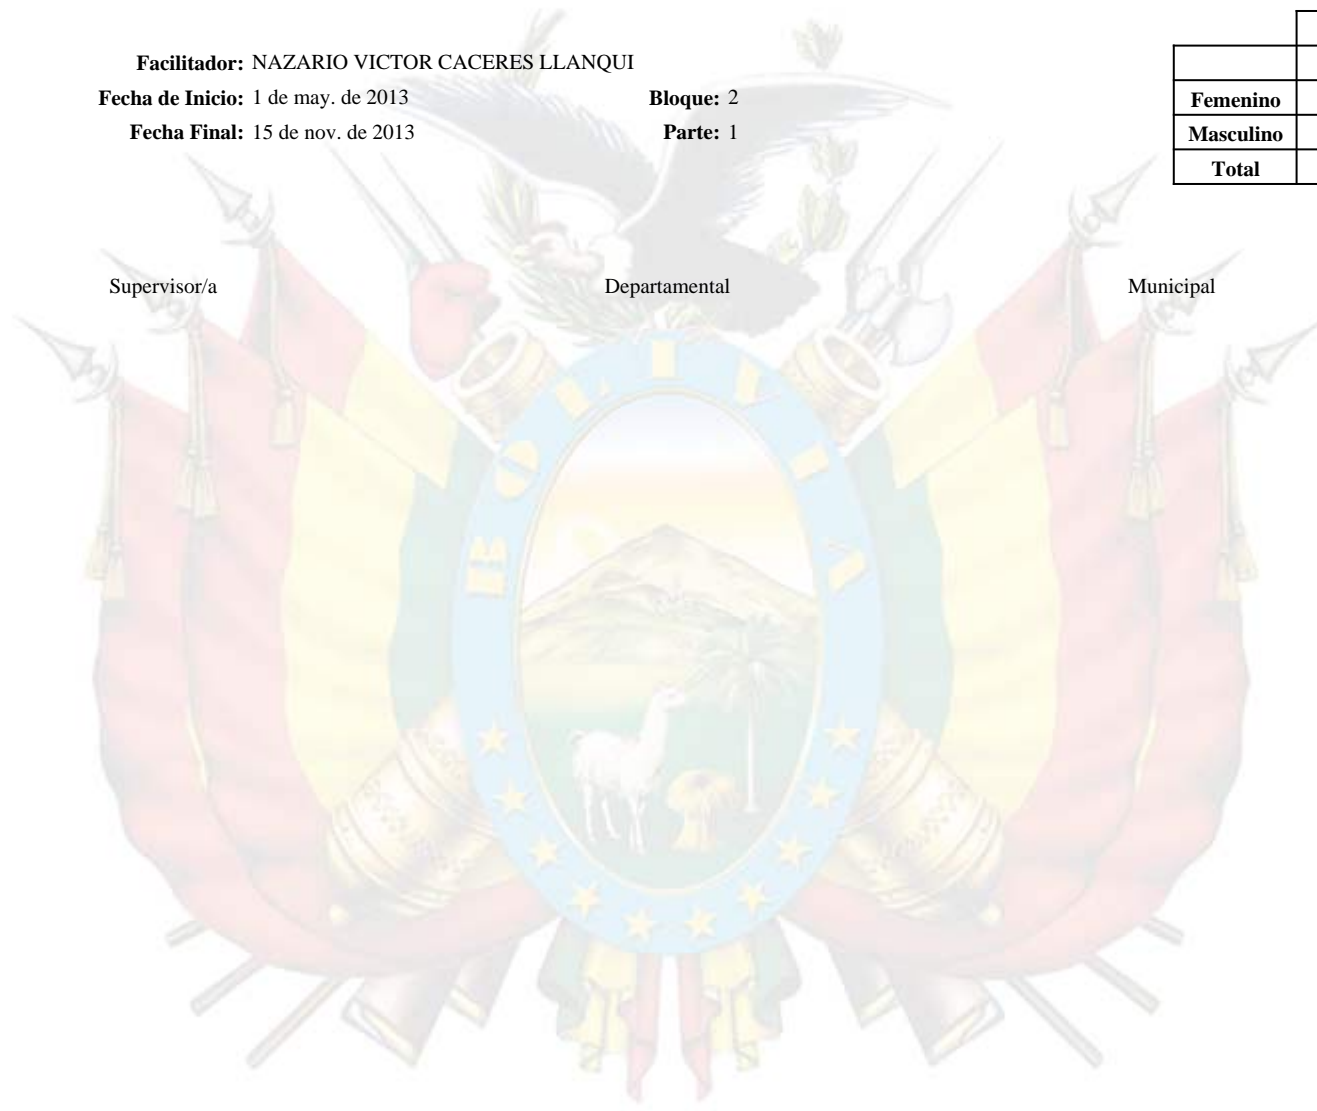 Facilitador: NAZARIO VICTOR CACERES LLANQUI
Fecha de Inicio: 1 de may. de 2013 Bloque: 2
Fecha Final: 15 de nov. de 2013 Parte: 1
Femenino
Masculino
Total
Supervisor/a Departamental Municipal
BOLIVIA